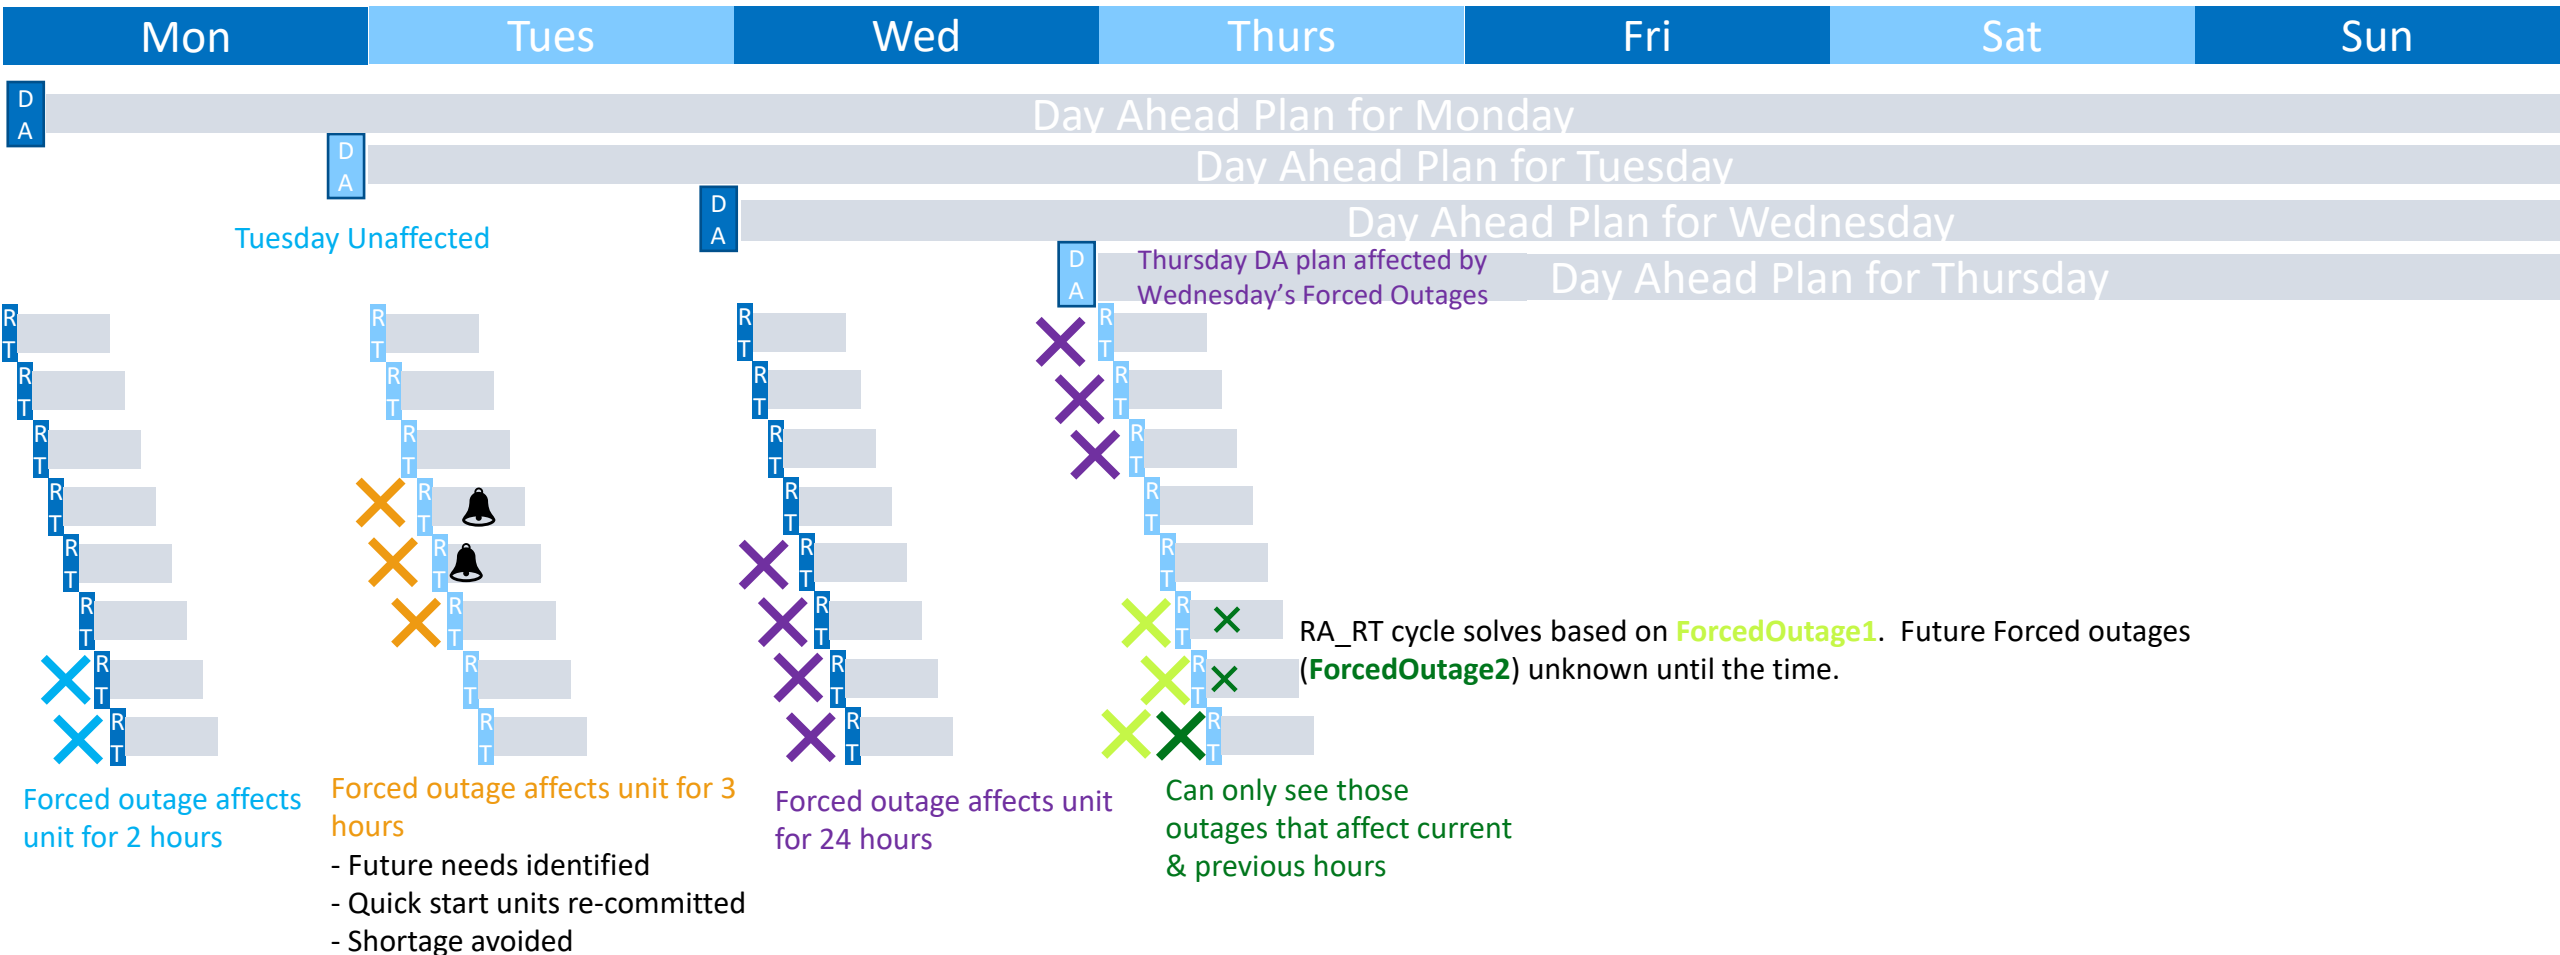 Mon
Tues
Wed
Thurs
Fri
Sat
Sun
D
A
Day Ahead Plan for Monday
D
A
Day Ahead Plan for Tuesday
D
A
Day Ahead Plan for Wednesday
Tuesday Unaffected
D
A
Thursday DA plan affected by
Wednesday’s Forced Outages
Day Ahead Plan for Thursday
R
T
R
T
R
T
R
T
R
T
R
T
R
T
R
T
R
T
R
T
R
T
R
T
R
T
R
T
R
T
R
T
R
T
R
T
R
T
R
T
R
T
R
T
R
T
R
T
R
T
R
T
R
T
R
T
R
T
R
T
R
T
R
T
RA_RT cycle solves based on ForcedOutage1.  Future Forced outages
(ForcedOutage2) unknown until the time.
Forced outage affects
unit for 2 hours
Forced outage affects unit for 3
hours
- Future needs identified
- Quick start units re-committed
- Shortage avoided
Forced outage affects unit
for 24 hours
Can only see those
outages that affect current
& previous hours